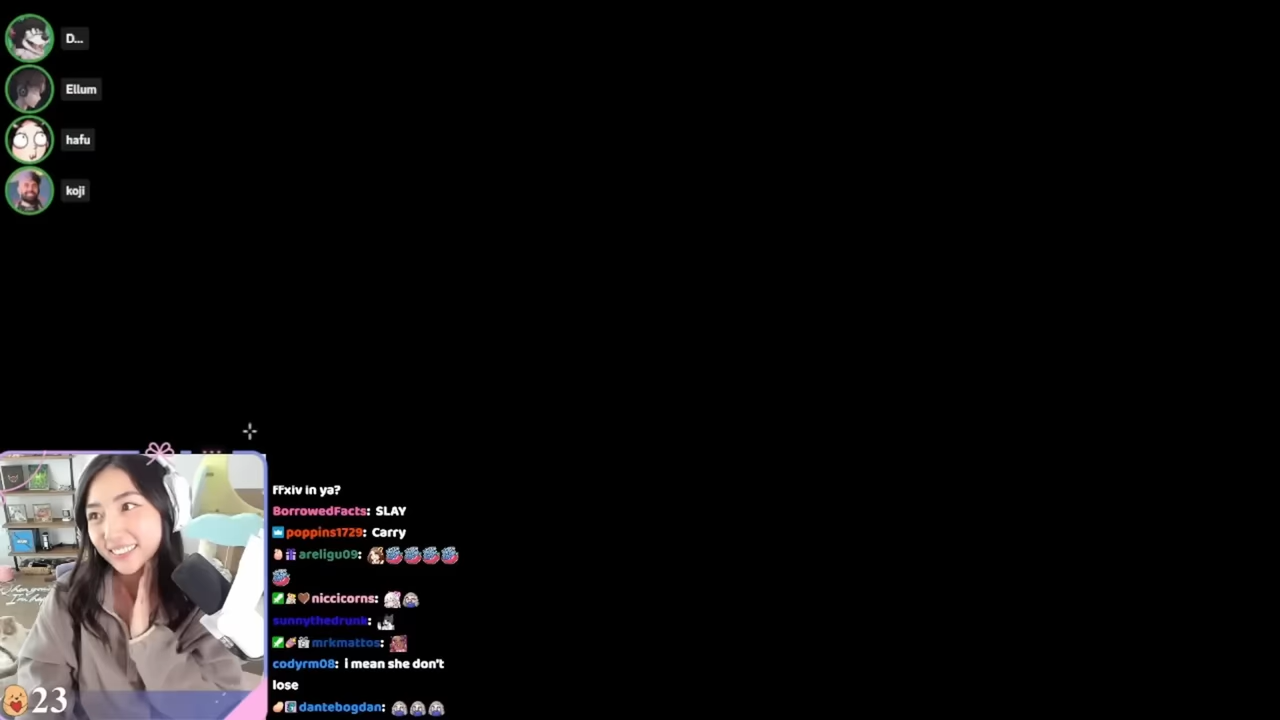 D...
Ellum
hafu
koji
ffxiv in ya?
BorrowedFacts: SLAY
poppins1729: Carry
areligu09:
niccicorns:
sunnythedrunk:
mrkmattos:
codyrm08: i mean she don't
lose
dantebogdan:
23